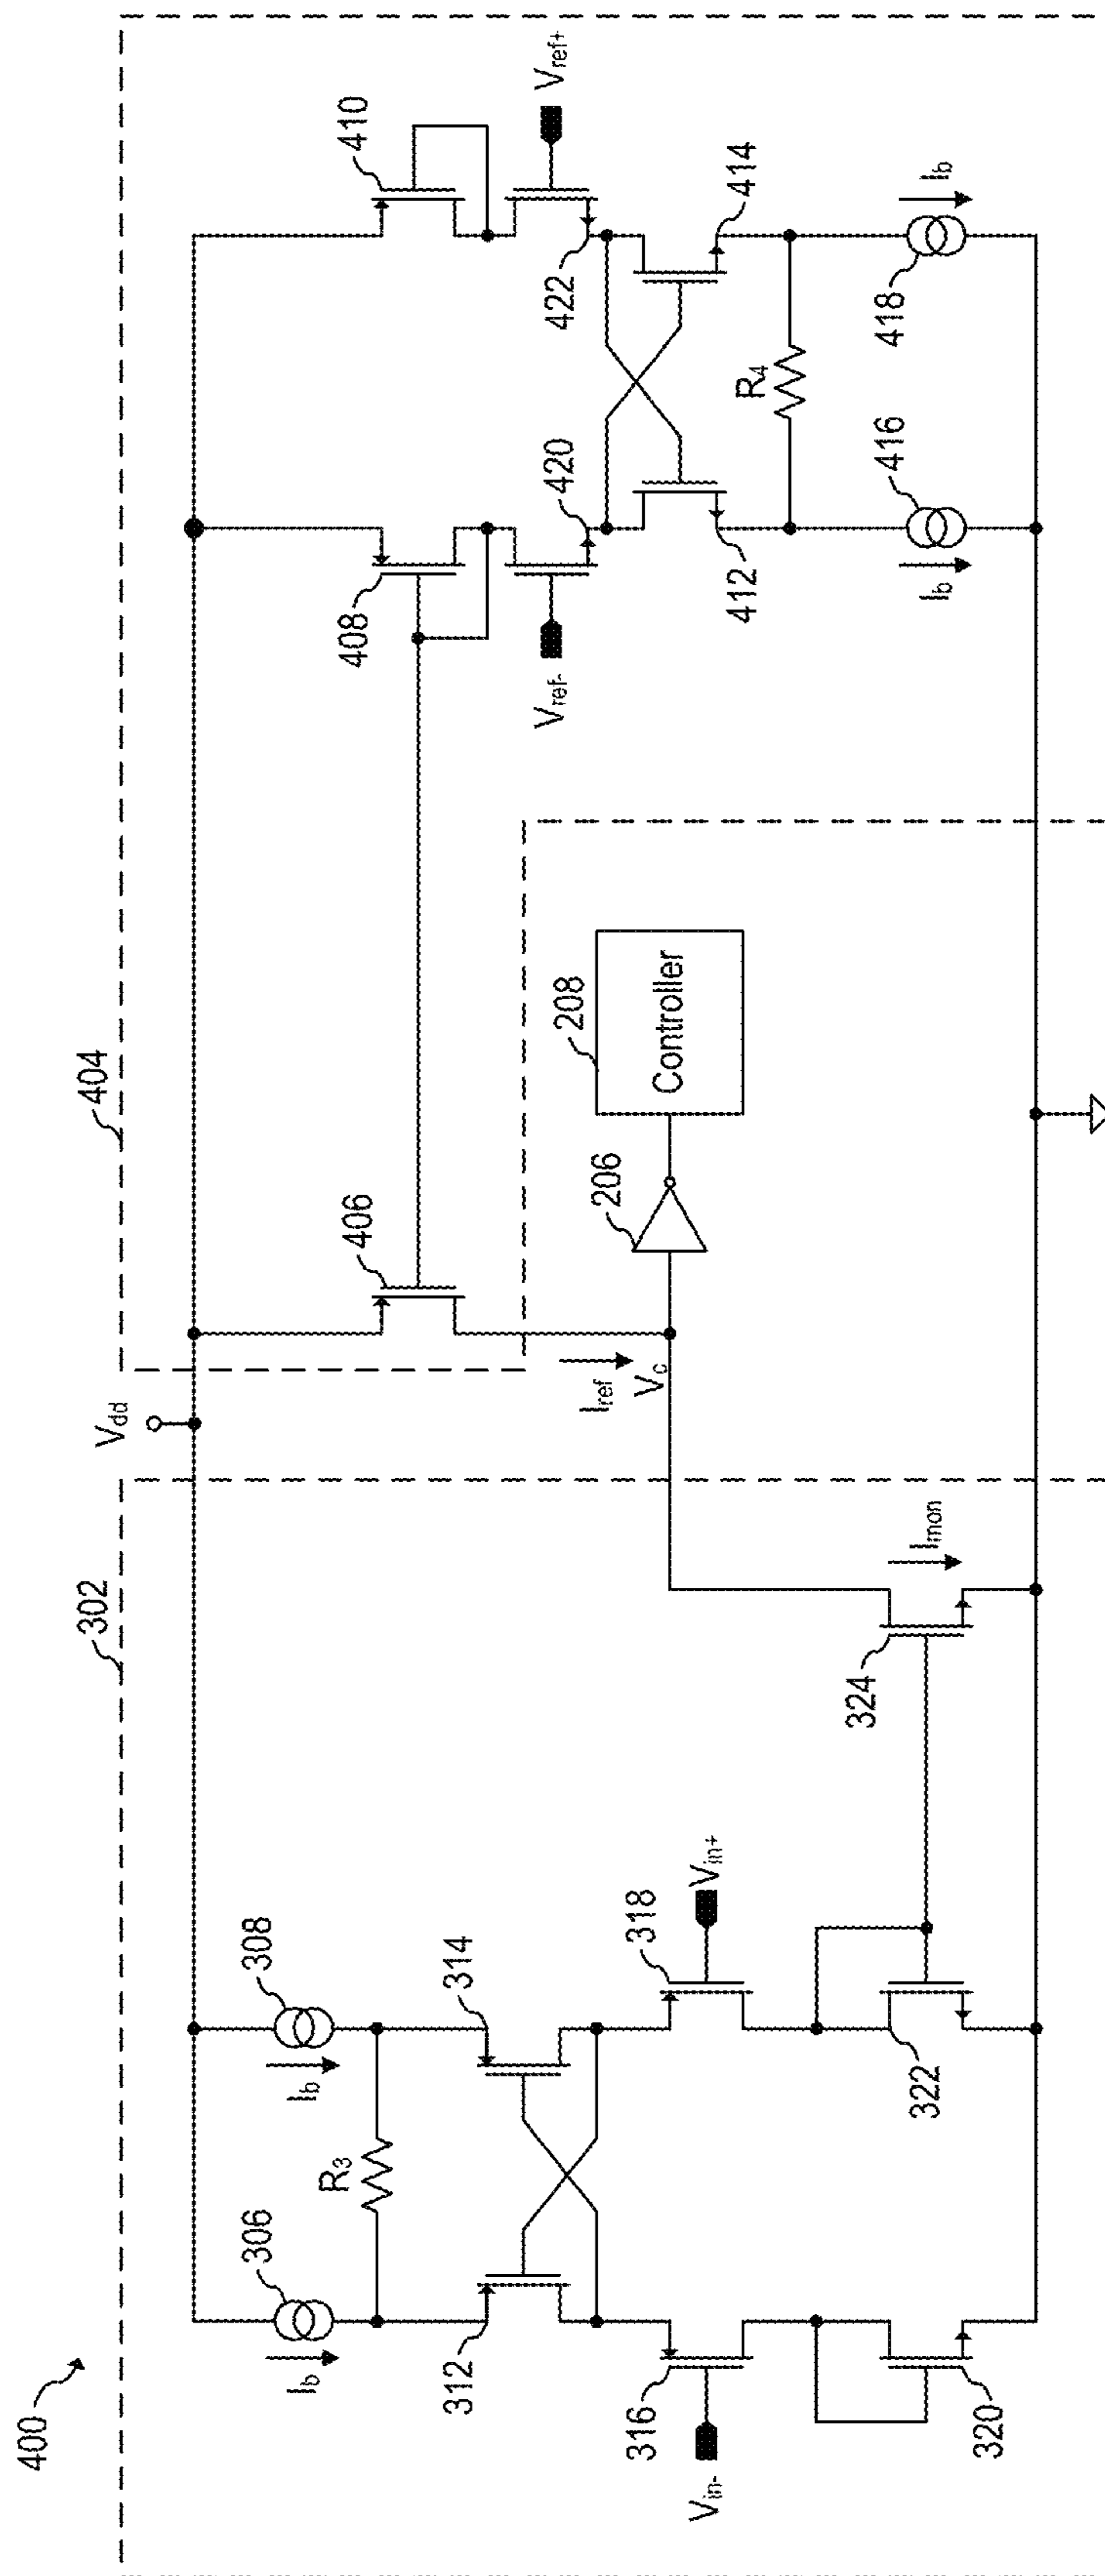 400
302
404
Vdd
306
308
Ib
Ib
R3
312
314
316
318
Vin-
Vin+
320
322
324
Imon
406
Iref
Vc
206
208
Controller
408
410
Vref-
Vref+
420
422
412
414
R4
416
418
Ib
Ib